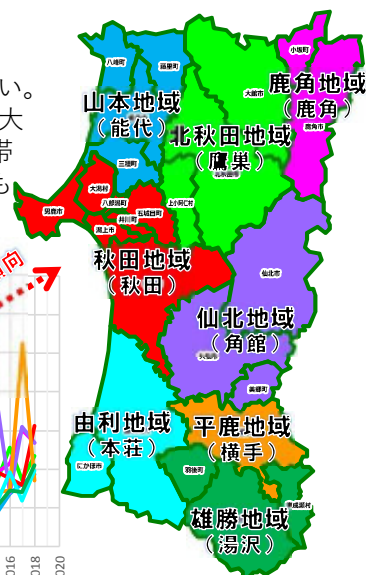 い。
大
帯
も
傾向
2016
2018
2020
八峰町
藤里町
山本地域
(能代)
三種町
小坂町
大館市
鹿角地域
(鹿角)
鹿角市
北秋田地域
(鷹巣)
北秋田市
上小阿仁村
大潟村
男鹿市
八郎潟町
五城目町
井川町
潟上市
秋田地域
(秋田)
仙北市
仙北地域
(角館)
大仙市
美郷町
由利地域
(本荘)
にかほ市
平鹿地域
(横手)
羽後町
東成瀬村
雄勝地域
(湯沢)